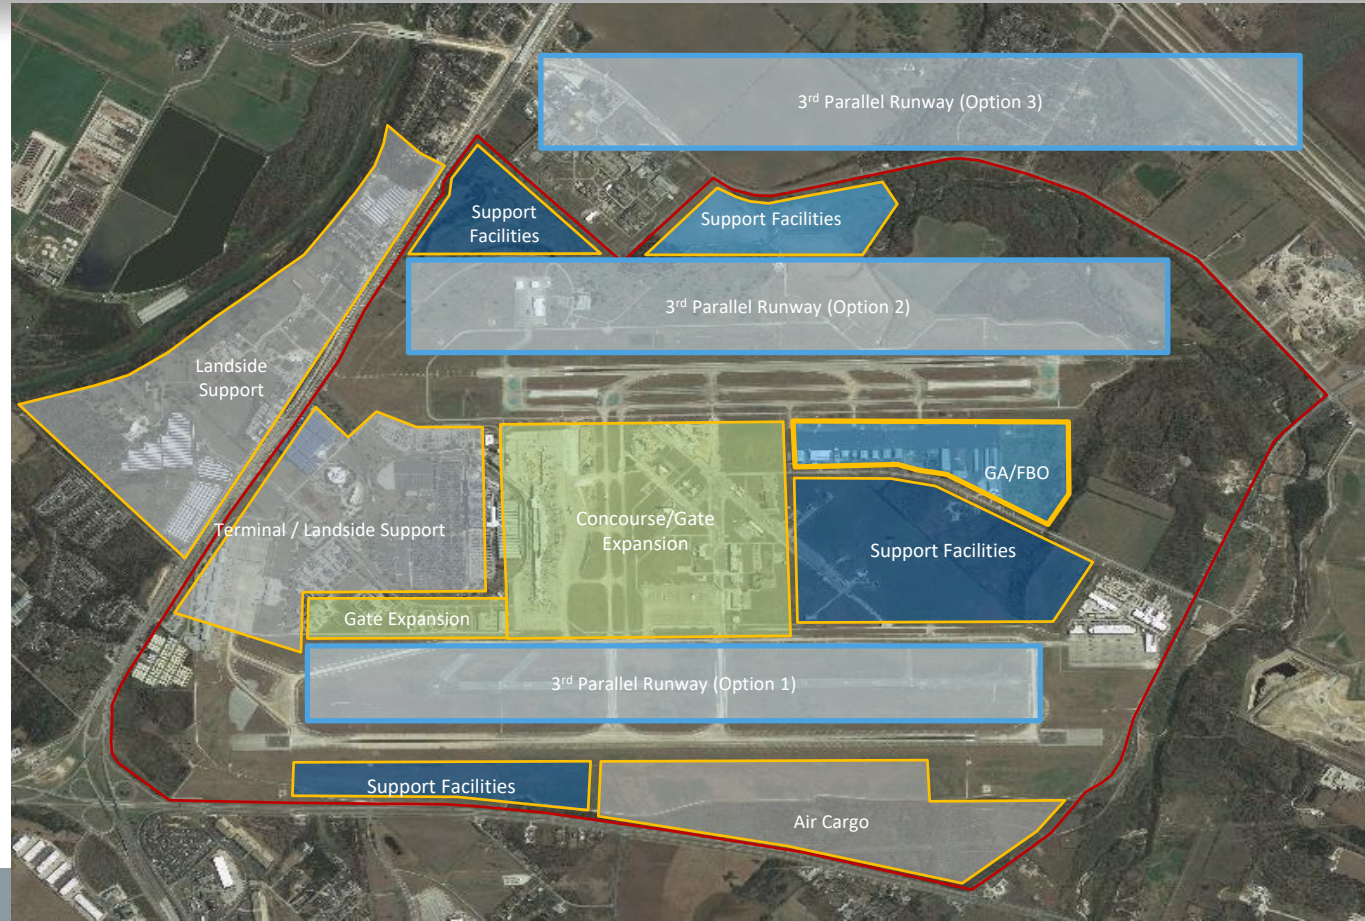 3rd Parallel Runway (Option 3)
Support
Facilities
Support Facilities
3rd Parallel Runway (Option 2)
Landside
Support
GA/FBO
Terminal / Landside Support
Concourse/Gate
Expansion
Support Facilities
Gate Expansion
3rd Parallel Runway (Option 1)
Support Facilities
Air Cargo